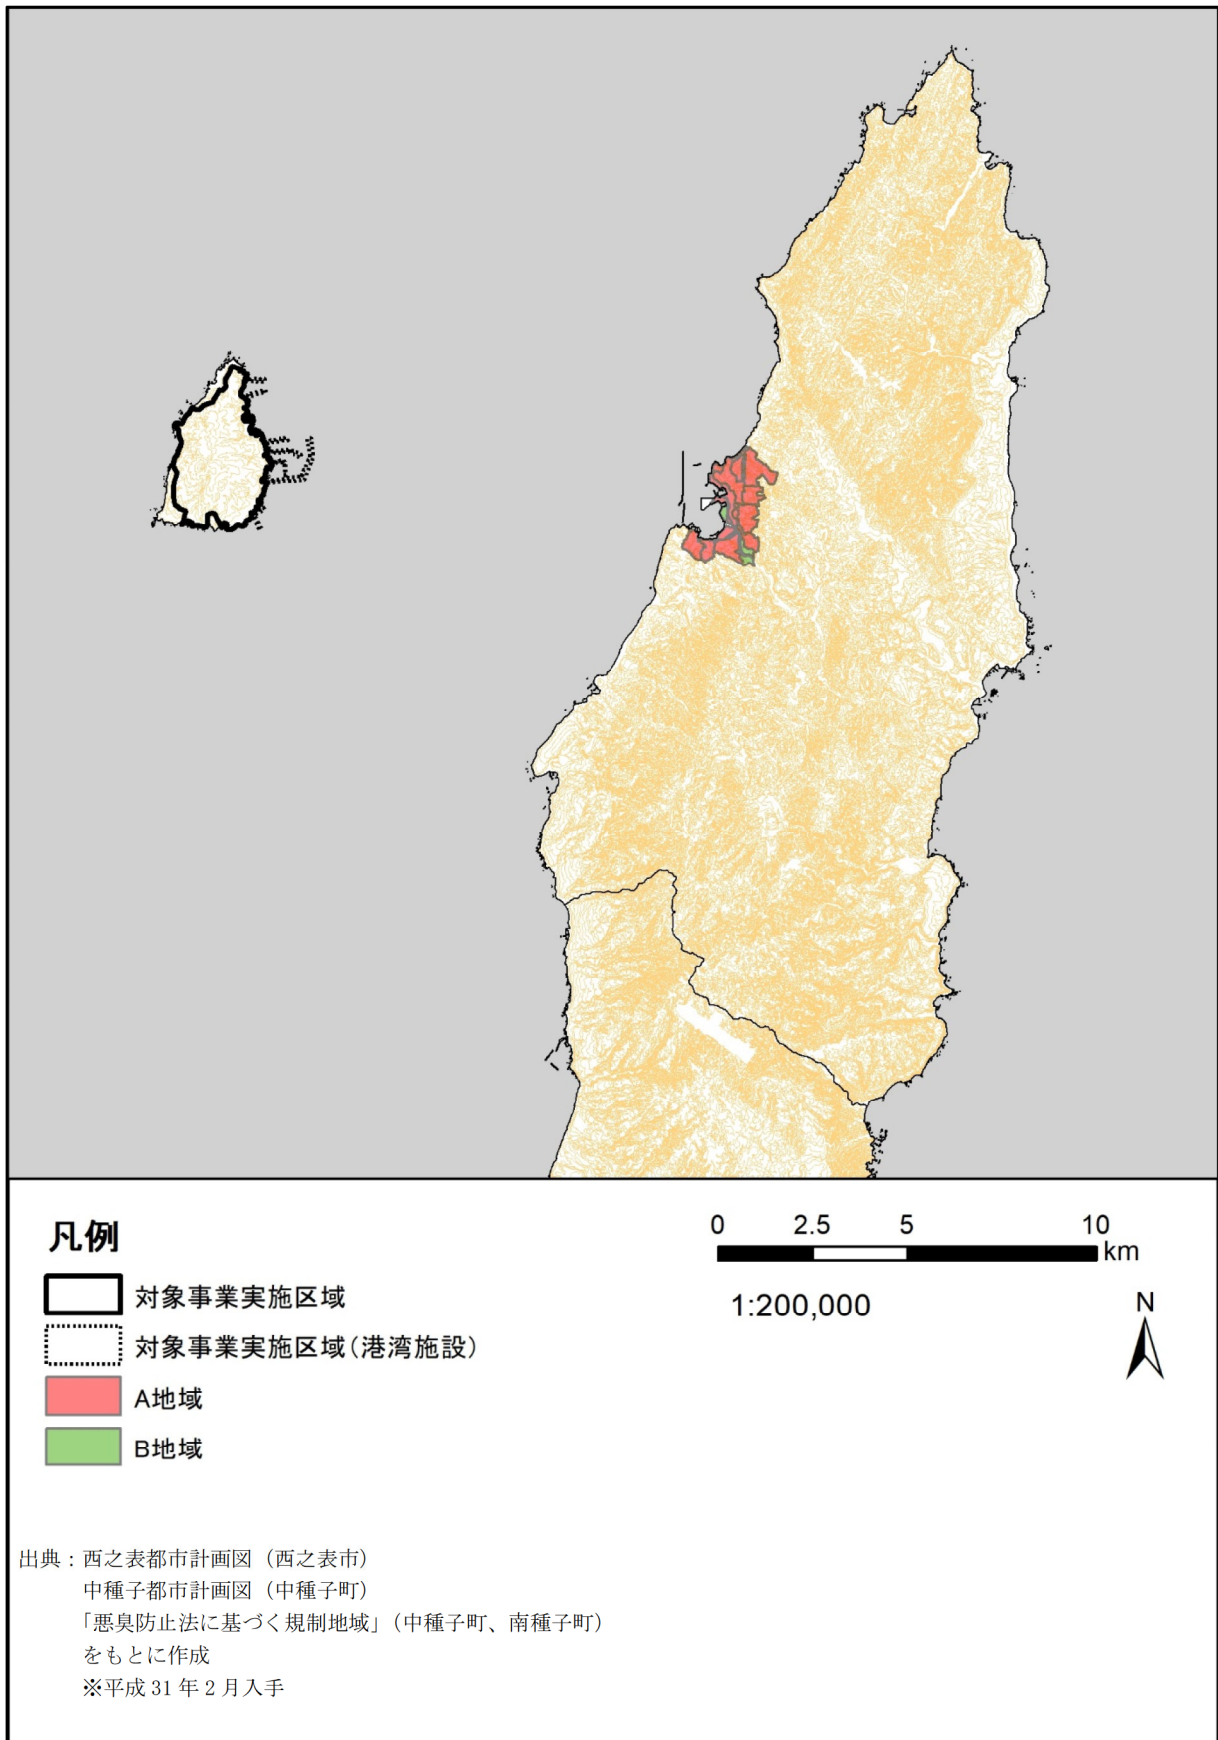 凡例
対象事業実施区域
対象事業実施区域(港湾施設)
A地域
B地域
0 2.5 5 10
km
1:200,000
N
出典：西之表都市計画図（西之表市）
中種子都市計画図（中種子町）
「悪臭防止法に基づく規制地域」（中種子町、南種子町）
をもとに作成
※平成 31 年 2 月入手